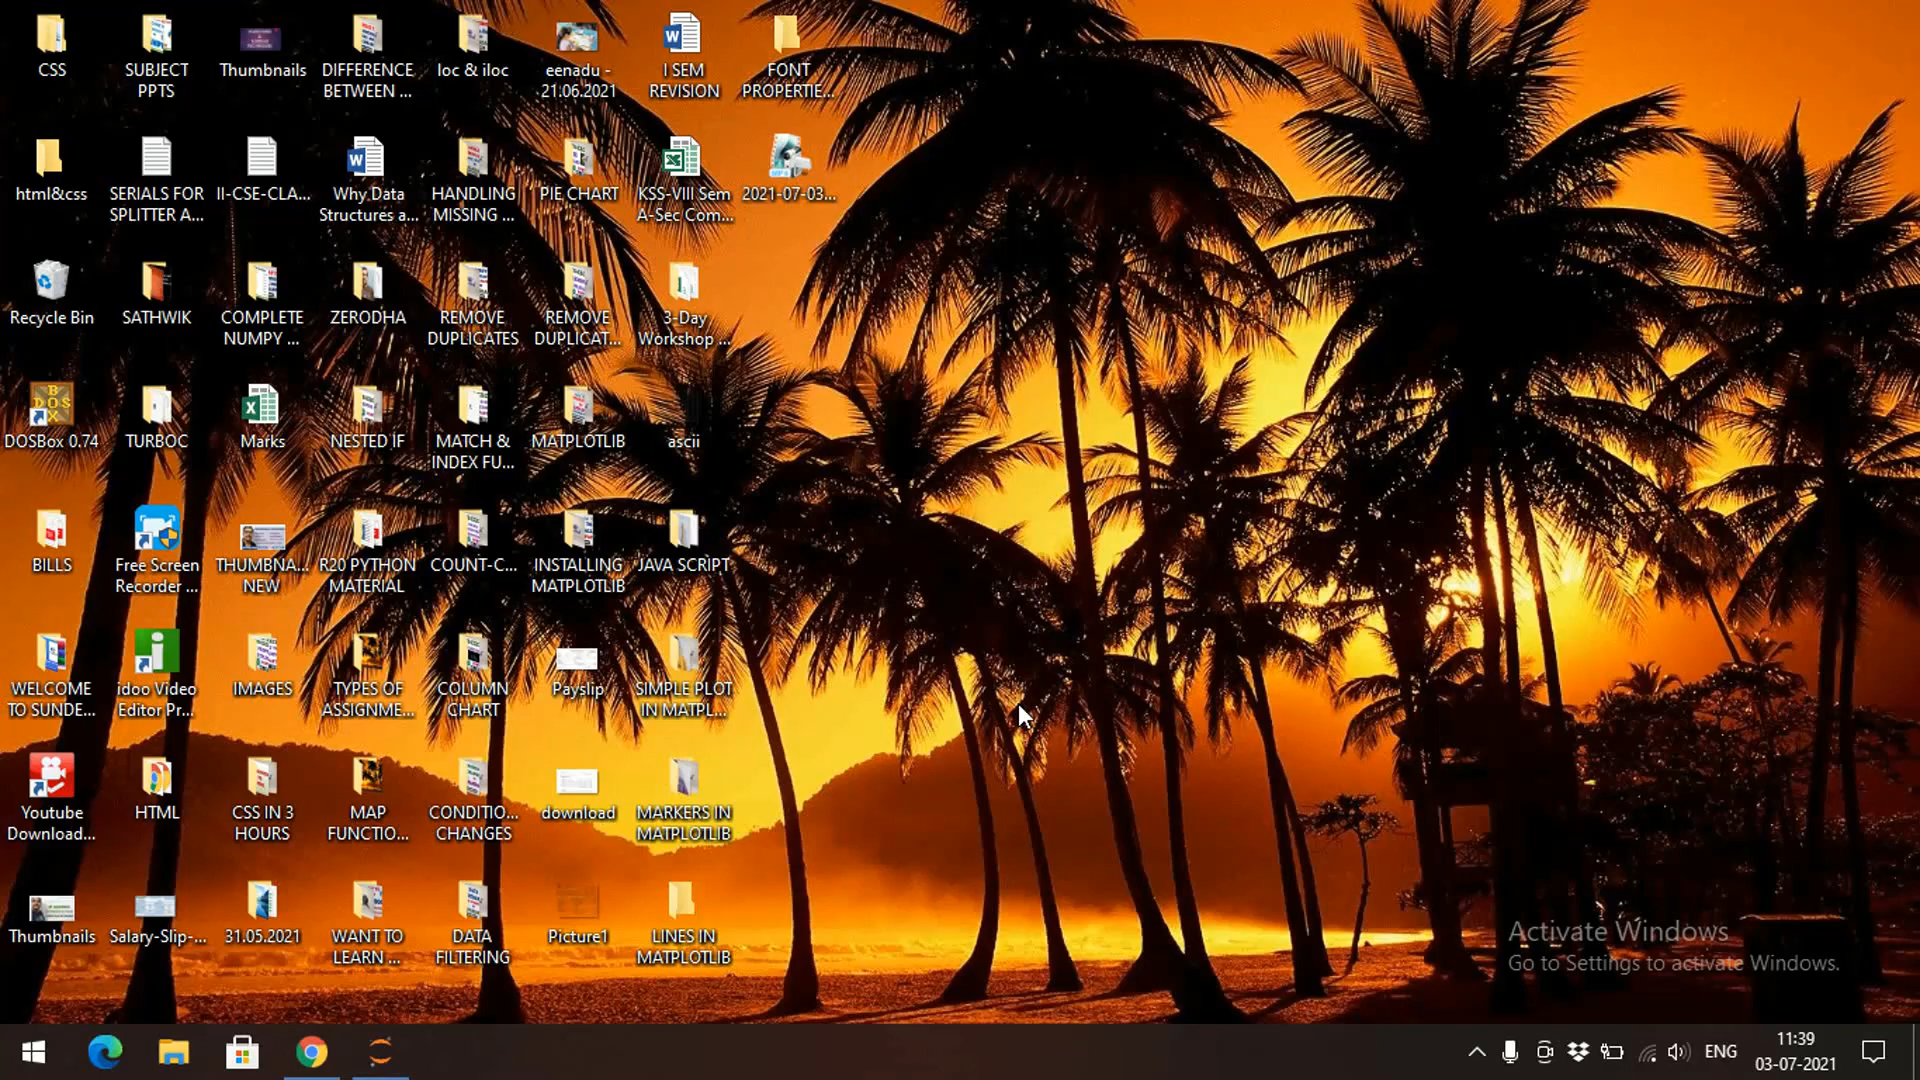 CSS
SUBJECT
PPTS
Thumbnails
DIFFERENCE
BETWEEN ...
loc & iloc
eenadu -
21.06.2021
I SEM
REVISION
FONT
PROPERTIE...
html&css
SERIALS FOR
SPLITTER A...
II-CSE-CLA...
Why Data
Structures a...
HANDLING
MISSING ...
PIE CHART
KSS-VIII Sem
A-Sec Com...
2021-07-03...
Recycle Bin
SATHWIK
COMPLETE
NUMPY ...
ZERODHA
REMOVE
DUPLICATES
REMOVE
DUPLICAT...
3-Day
Workshop ...
DOSBox 0.74
TURBOC
Marks
NESTED IF
MATCH &
INDEX FU...
MATPLOTLIB
ascii
BILLS
Free Screen
Recorder ...
THUMBNA...
NEW
R20 PYTHON
MATERIAL
COUNT-C...
INSTALLING
MATPLOTLIB
JAVA SCRIPT
WELCOME
TO SUNDE...
idoo Video
Editor Pr...
IMAGES
TYPES OF
ASSIGNME...
COLUMN
CHART
Payslip
SIMPLE PLOT
IN MATPL...
Youtube
Download...
HTML
CSS IN 3
HOURS
MAP
FUNCTIO...
CONDITIO...
CHANGES
download
MARKERS IN
MATPLOTLIB
Thumbnails
Salary-Slip-...
31.05.2021
WANT TO
LEARN ...
DATA
FILTERING
Picture1
LINES IN
MATPLOTLIB
Activate Windows
Go to Settings to activate Windows.
ENG
11:39
03-07-2021